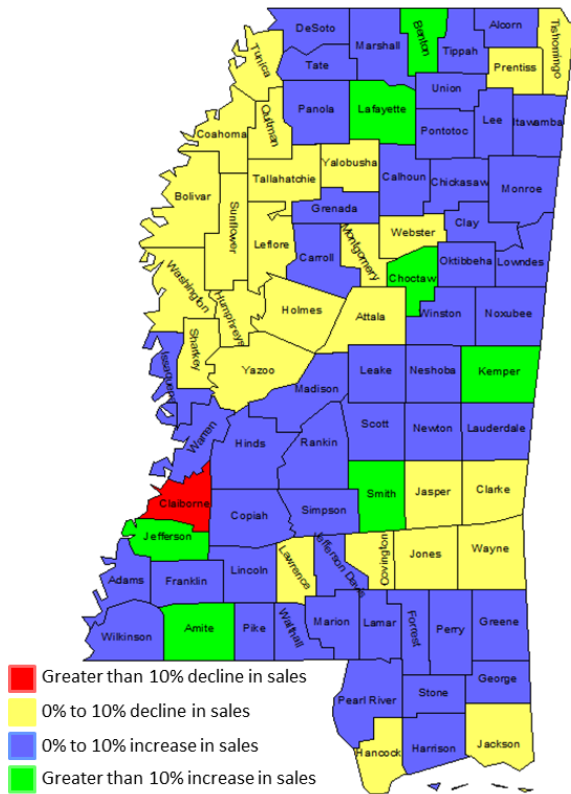 DeSoto
Marshall
Benton
Tippah
Alcorn
Tishomingo
Prentiss
Tunica
Tate
Union
Panola
Lafayette
Quitman
Coahoma
Pontotoc
Lee
Itawamba
Yalobusha
Tallahatchie
Calhoun
Chickasaw
Monroe
Bolivar
Sunflower
Grenada
Leflore
Carroll
Montgomery
Webster
Clay
Choctaw
Oktibbeha
Lowndes
Washington
Humphreys
Holmes
Attala
Winston
Noxubee
Sharkey
Issaquena
Yazoo
Madison
Leake
Neshoba
Kemper
Warren
Hinds
Rankin
Scott
Newton
Lauderdale
Claiborne
Copiah
Simpson
Smith
Jasper
Clarke
Jefferson
Lawrence
Jefferson Davis
Covington
Jones
Wayne
Adams
Franklin
Lincoln
Wilkinson
Amite
Pike
Walthall
Marion
Lamar
Forrest
Perry
Greene
Pearl River
Stone
George
Hancock
Harrison
Jackson
Greater than 10% decline in sales
0% to 10% decline in sales
0% to 10% increase in sales
Greater than 10% increase in sales